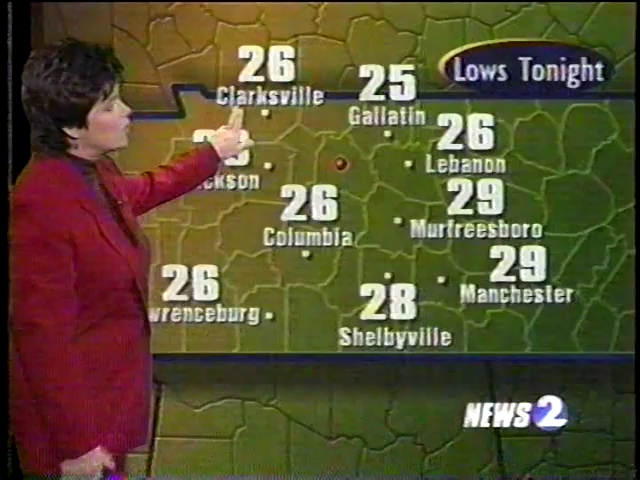 26
Clarksville
25
Gallatin
Lows Tonight
26
Lebanon
29
Murfreesboro
26
Columbia
29
Manchester
26
28
Shelbyville
NEWS 2